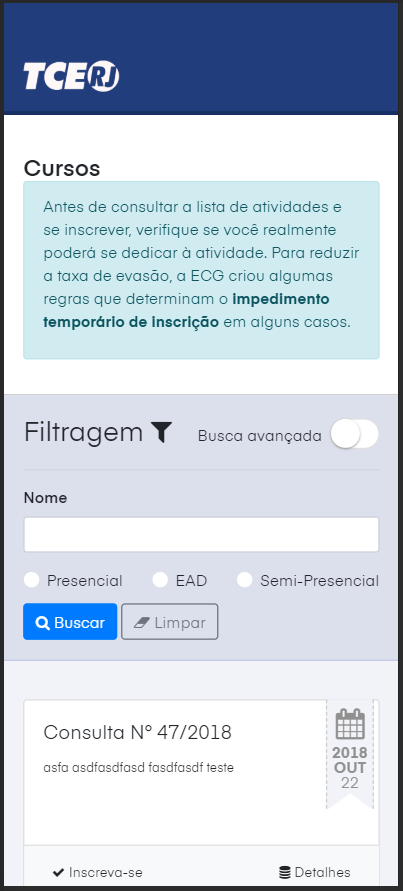 TCERJ
Cursos
Antes de consultar a lista de atividades e
se inscrever, verifique se você realmente
poderá se dedicar à atividade. Para reduzir
a taxa de evasão, a ECG criou algumas
regras que determinam o impedimento
temporário de inscrição em alguns casos.
Filtragem
Busca avançada
Nome
Presencial EAD Semi-Presencial
Buscar Limpar
Consulta Nº 47/2018
asfa asdfasdfasd fasdfasdf teste
2018
OUT
22
Inscreva-se Detalhes